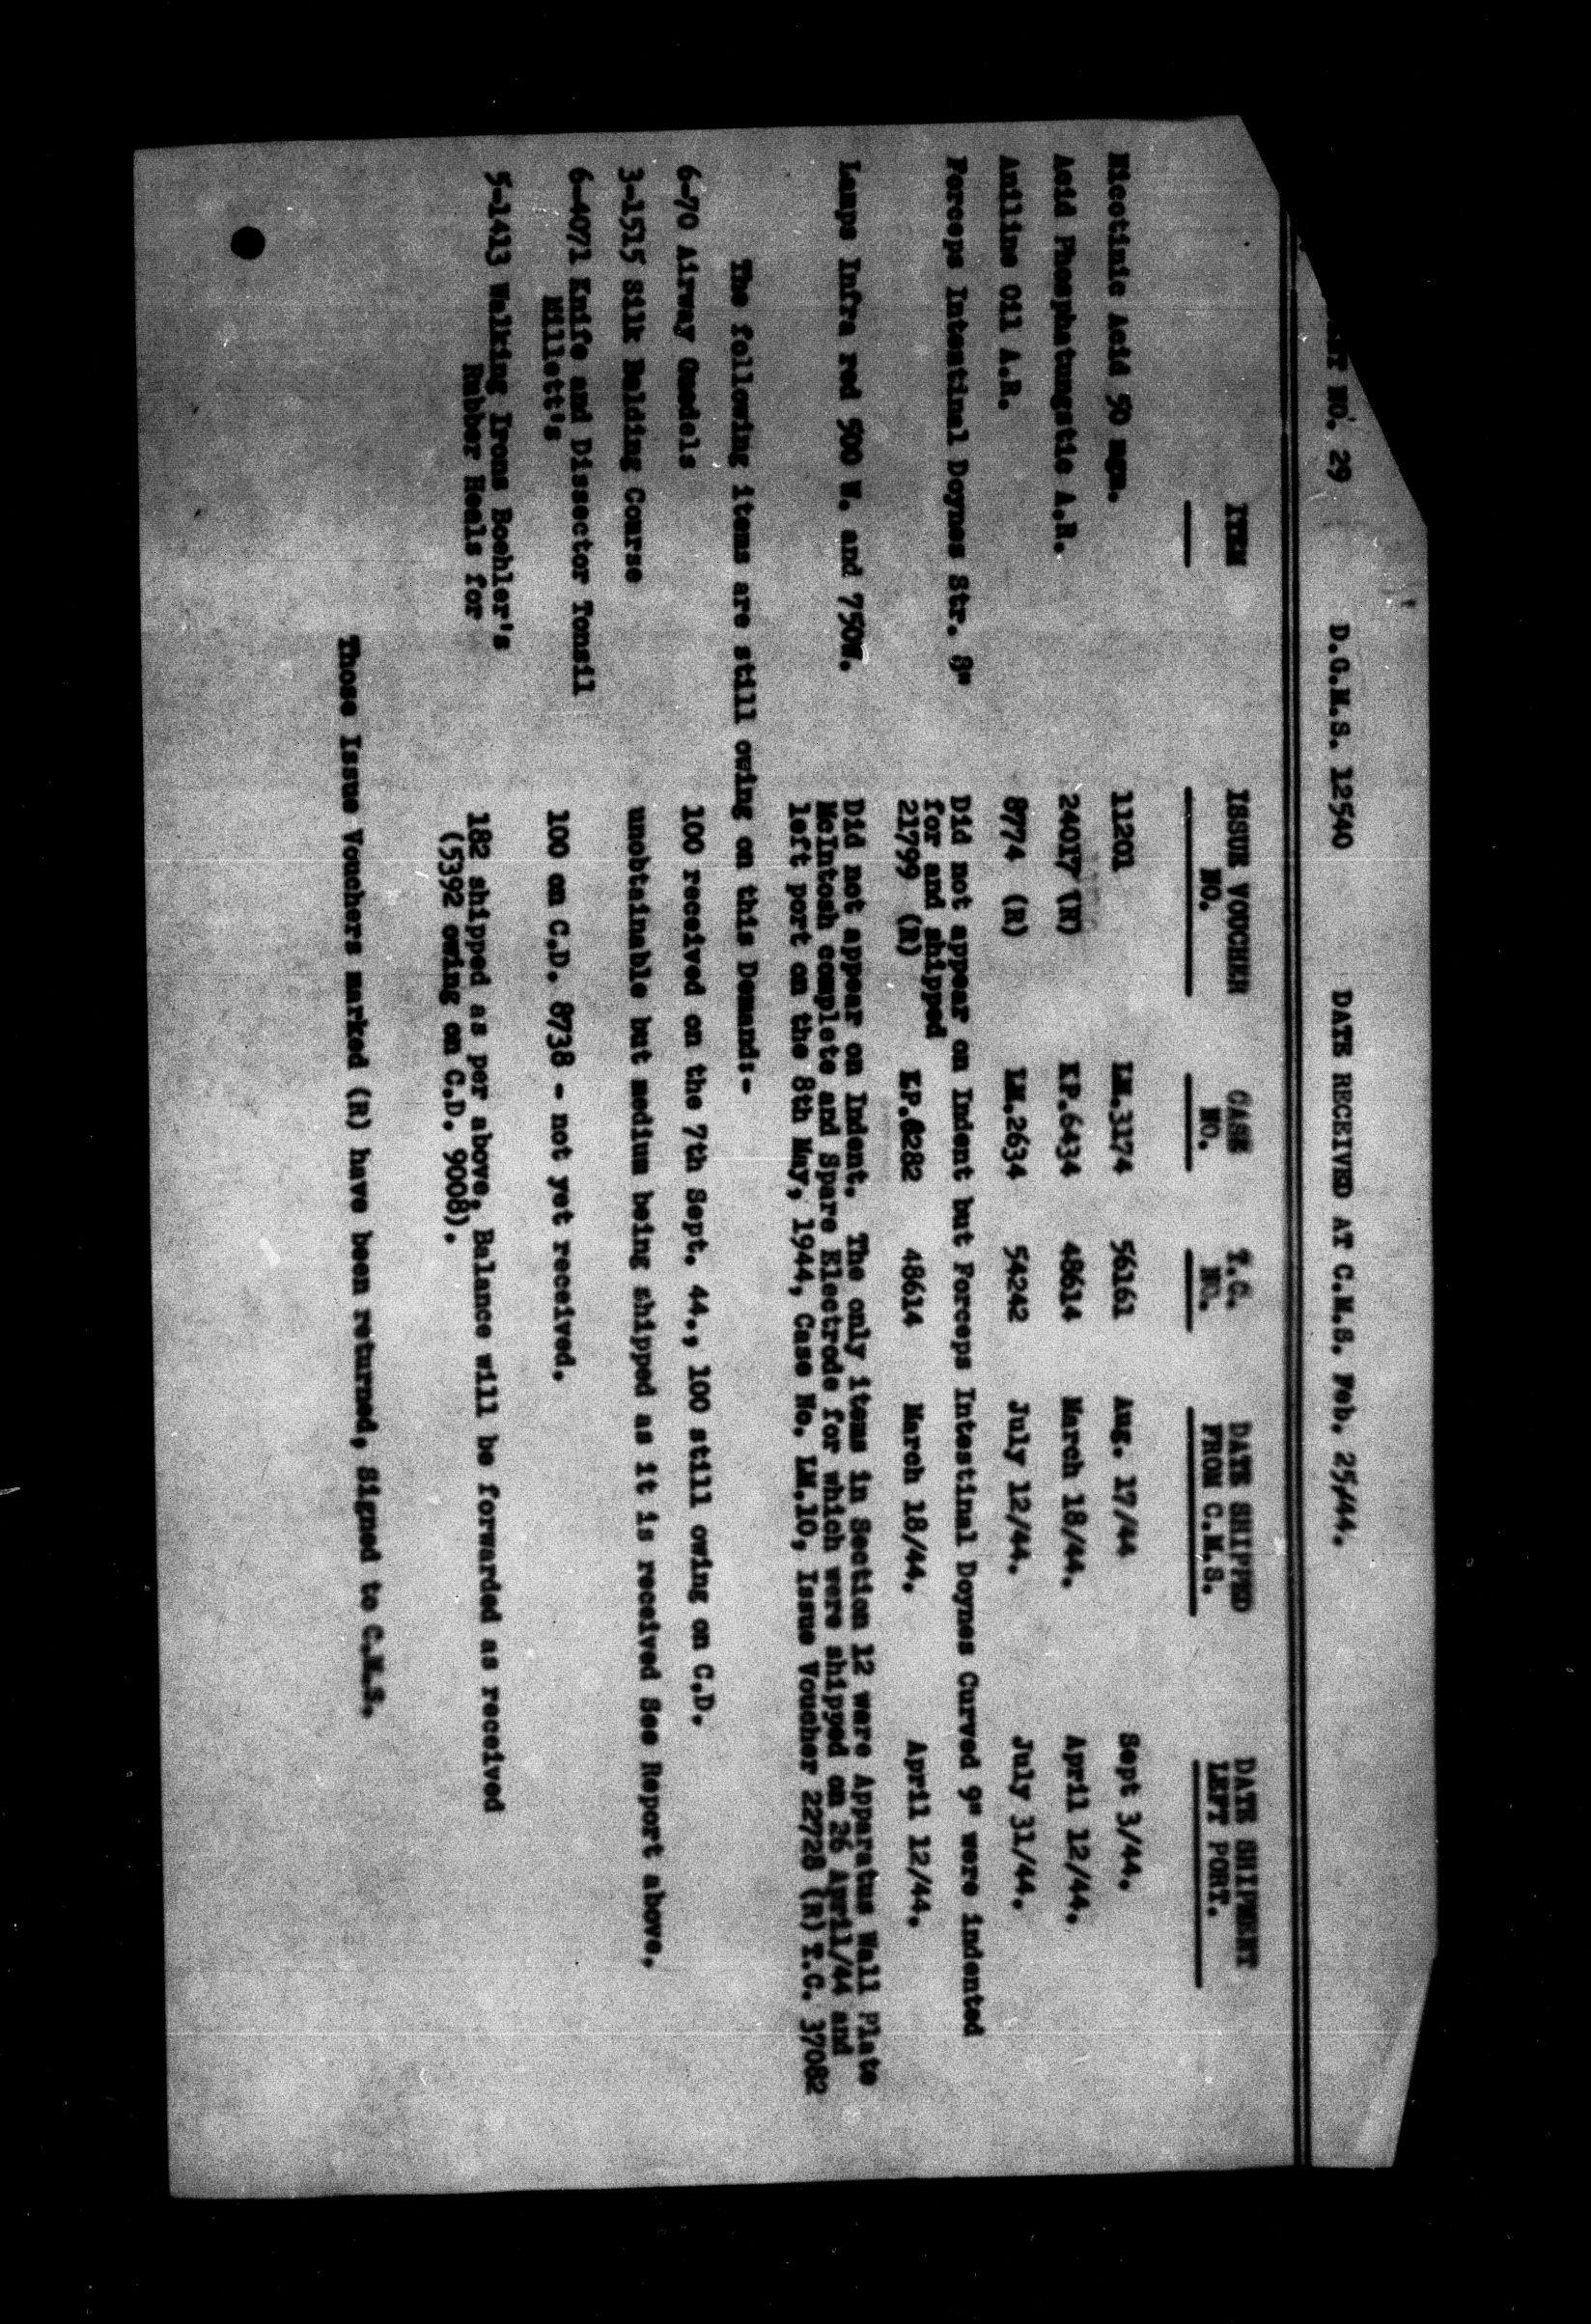 NO. 29 D.G.M.S. 12540 DATE RECEIVED AT C.M.S. Feb. 25/44.
ITEM ISSUE VOUCHER NO. CASE NO. T.C. NO. DATE SHIPPED FROM C.M.S. DATE SHIPMENT LEFT PORT.
Nicotinic Acid 50 mgm. 11201 LM.3174 56161 Aug. 17/44 Sept 3/44.
Acid Phosphatungstic A.R. 24017 (R) KP.6434 48614 March 18/44. April 12/44.
Aniline Oil A.R. 8774 (R) LM.2634 54242 July 12/44. July 31/44.
Forceps Intestinal Doynes Str. 8" Did not appear on Indent but Forceps Intestinal Doynes Curved 9" were indented
for and shipped
21799 (R) KP. 48614 March 18/44. April 12/44.
Lamps Infra red 500 W. and 750W. Did not appear on Indent. The only items in Section 12 were Apparatus Wall Plate
McIntosh complete and Spare Electrode for which were shipped on 26 April/44 and
left port on the 8th May, 1944, Case No. LM.10, Issue Voucher 22728 (R) T.C. 37082
The following items are still owing on this Demand:-
6-70 Airway Guedels 100 received on the 7th Sept. 44., 100 still owing on C.D.
3-1515 Silk Belding Coarse unobtainable but medium being shipped as it is received See Report above.
6-4071 Knife and Dissector Tonsil
Hillett's 100 on C.D. 8738 - not yet received.
5-1413 Walking Irons Boehler's 182 shipped as per above, Balance will be forwarded as received
Rubber Heels for (5392 owing on C.D. 9008).
Those Issue Vouchers marked (R) have been returned, Signed to C.M.S.